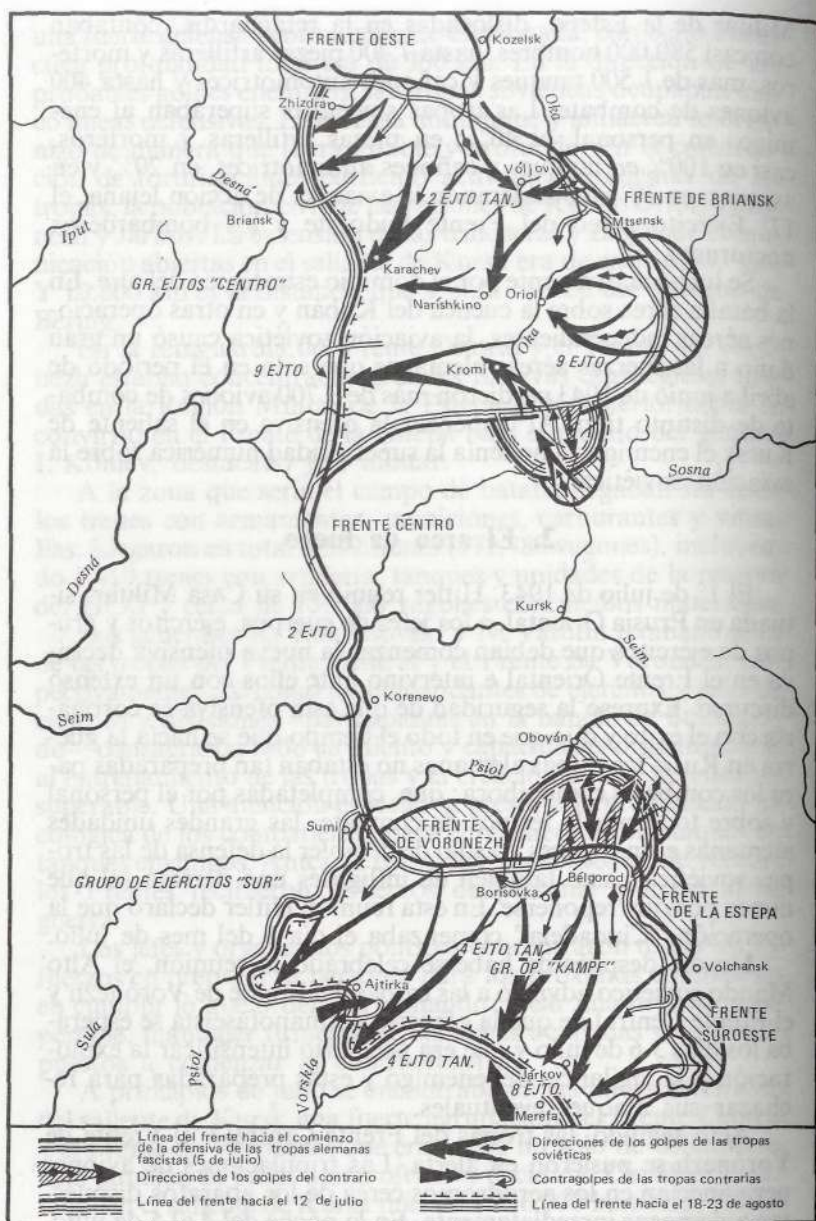 FRENTE OESTE
Kozelsk
Zhizdra
Oka
Desná
Vóljov
2 EJTO TAN.
FRENTE DE BRIANSK
Iput
Briansk
Mtsensk
Karachev
GR. EJTOS "CENTRO"
Narishkino
Oriol
Oka
9 EJTO
9 EJTO
Kromi
Sosna
FRENTE CENTRO
Desná
Kursk
2 EJTO
Seim
Korenevo
Seim
Oboyán
Psiol
Sumi
FRENTE
DE VORONEZH
GRUPO DE EJERCITOS "SUR"
Borisovka
Bélgorod
FRENTE
DE LA ESTEPA
4 EJTO TAN.
GR. OP. "KAMPF"
Volchansk
Ajtirka
Sula
Psiol
Vorskla
FRENTE
SUROESTE
4 EJTO TAN.
Járkov
8 EJTO
Merefa
Línea del frente hacia el comienzo
de la ofensiva de las tropas alemanas
fascistas (5 de julio)
Direcciones de los golpes del contrario
Línea del frente hacia el 12 de julio
Direcciones de los golpes de las tropas
soviéticas
Contragolpes de las tropas contrarias
Línea del frente hacia el 18-23 de agosto